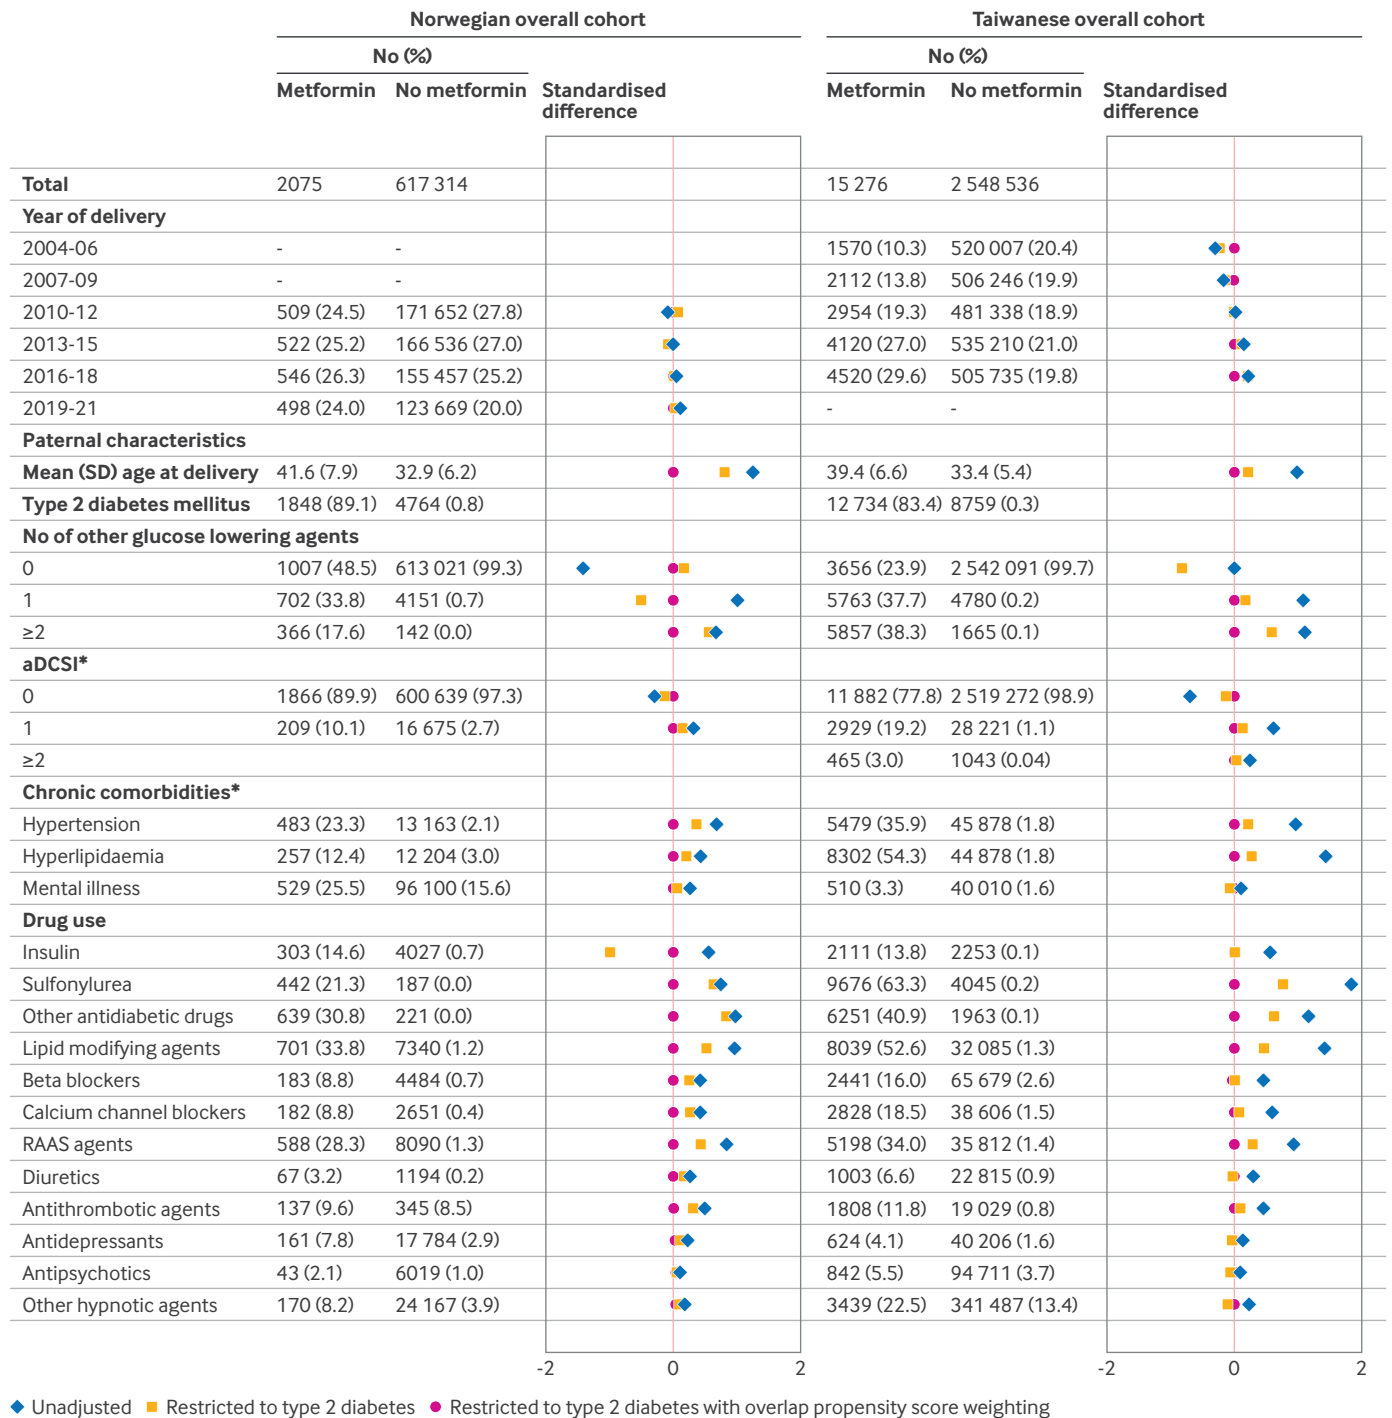 Norwegian overall cohort Taiwanese overall cohort
No (%) No (%)
Metformin No metformin Standardised difference Metformin No metformin Standardised difference
Total 2075 617 314 15 276 2 548 536
Year of delivery
2004-06 - - 1570 (10.3) 520 007 (20.4)
2007-09 - - 2112 (13.8) 506 246 (19.9)
2010-12 509 (24.5) 171 652 (27.8) 2954 (19.3) 481 338 (18.9)
2013-15 522 (25.2) 166 536 (27.0) 4120 (27.0) 535 210 (21.0)
2016-18 546 (26.3) 155 457 (25.2) 4520 (29.6) 505 735 (19.8)
2019-21 498 (24.0) 123 669 (20.0) - -
Paternal characteristics
Mean (SD) age at delivery 41.6 (7.9) 32.9 (6.2) 39.4 (6.6) 33.4 (5.4)
Type 2 diabetes mellitus 1848 (89.1) 4764 (0.8) 12 734 (83.4) 8759 (0.3)
No of other glucose lowering agents
0 1007 (48.5) 613 021 (99.3) 3656 (23.9) 2 542 091 (99.7)
1 702 (33.8) 4151 (0.7) 5763 (37.7) 4780 (0.2)
≥2 366 (17.6) 142 (0.0) 5857 (38.3) 1665 (0.1)
aDCSI*
0 1866 (89.9) 600 639 (97.3) 11 882 (77.8) 2 519 272 (98.9)
1 209 (10.1) 16 675 (2.7) 2929 (19.2) 28 221 (1.1)
≥2 465 (3.0) 1043 (0.04)
Chronic comorbidities*
Hypertension 483 (23.3) 13 163 (2.1) 5479 (35.9) 45 878 (1.8)
Hyperlipidaemia 257 (12.4) 12 204 (3.0) 8302 (54.3) 44 878 (1.8)
Mental illness 529 (25.5) 96 100 (15.6) 510 (3.3) 40 010 (1.6)
Drug use
Insulin 303 (14.6) 4027 (0.7) 2111 (13.8) 2253 (0.1)
Sulfonylurea 442 (21.3) 187 (0.0) 9676 (63.3) 4045 (0.2)
Other antidiabetic drugs 639 (30.8) 221 (0.0) 6251 (40.9) 1963 (0.1)
Lipid modifying agents 701 (33.8) 7340 (1.2) 8039 (52.6) 32 085 (1.3)
Beta blockers 183 (8.8) 4484 (0.7) 2441 (16.0) 65 679 (2.6)
Calcium channel blockers 182 (8.8) 2651 (0.4) 2828 (18.5) 38 606 (1.5)
RAAS agents 588 (28.3) 8090 (1.3) 5198 (34.0) 35 812 (1.4)
Diuretics 67 (3.2) 1194 (0.2) 1003 (6.6) 22 815 (0.9)
Antithrombotic agents 137 (9.6) 345 (8.5) 1808 (11.8) 19 029 (0.8)
Antidepressants 161 (7.8) 17 784 (2.9) 624 (4.1) 40 206 (1.6)
Antipsychotics 43 (2.1) 6019 (1.0) 842 (5.5) 94 711 (3.7)
Other hypnotic agents 170 (8.2) 24 167 (3.9) 3439 (22.5) 341 487 (13.4)
-2 0 2 -2 0 2
Unadjusted Restricted to type 2 diabetes Restricted to type 2 diabetes with overlap propensity score weighting